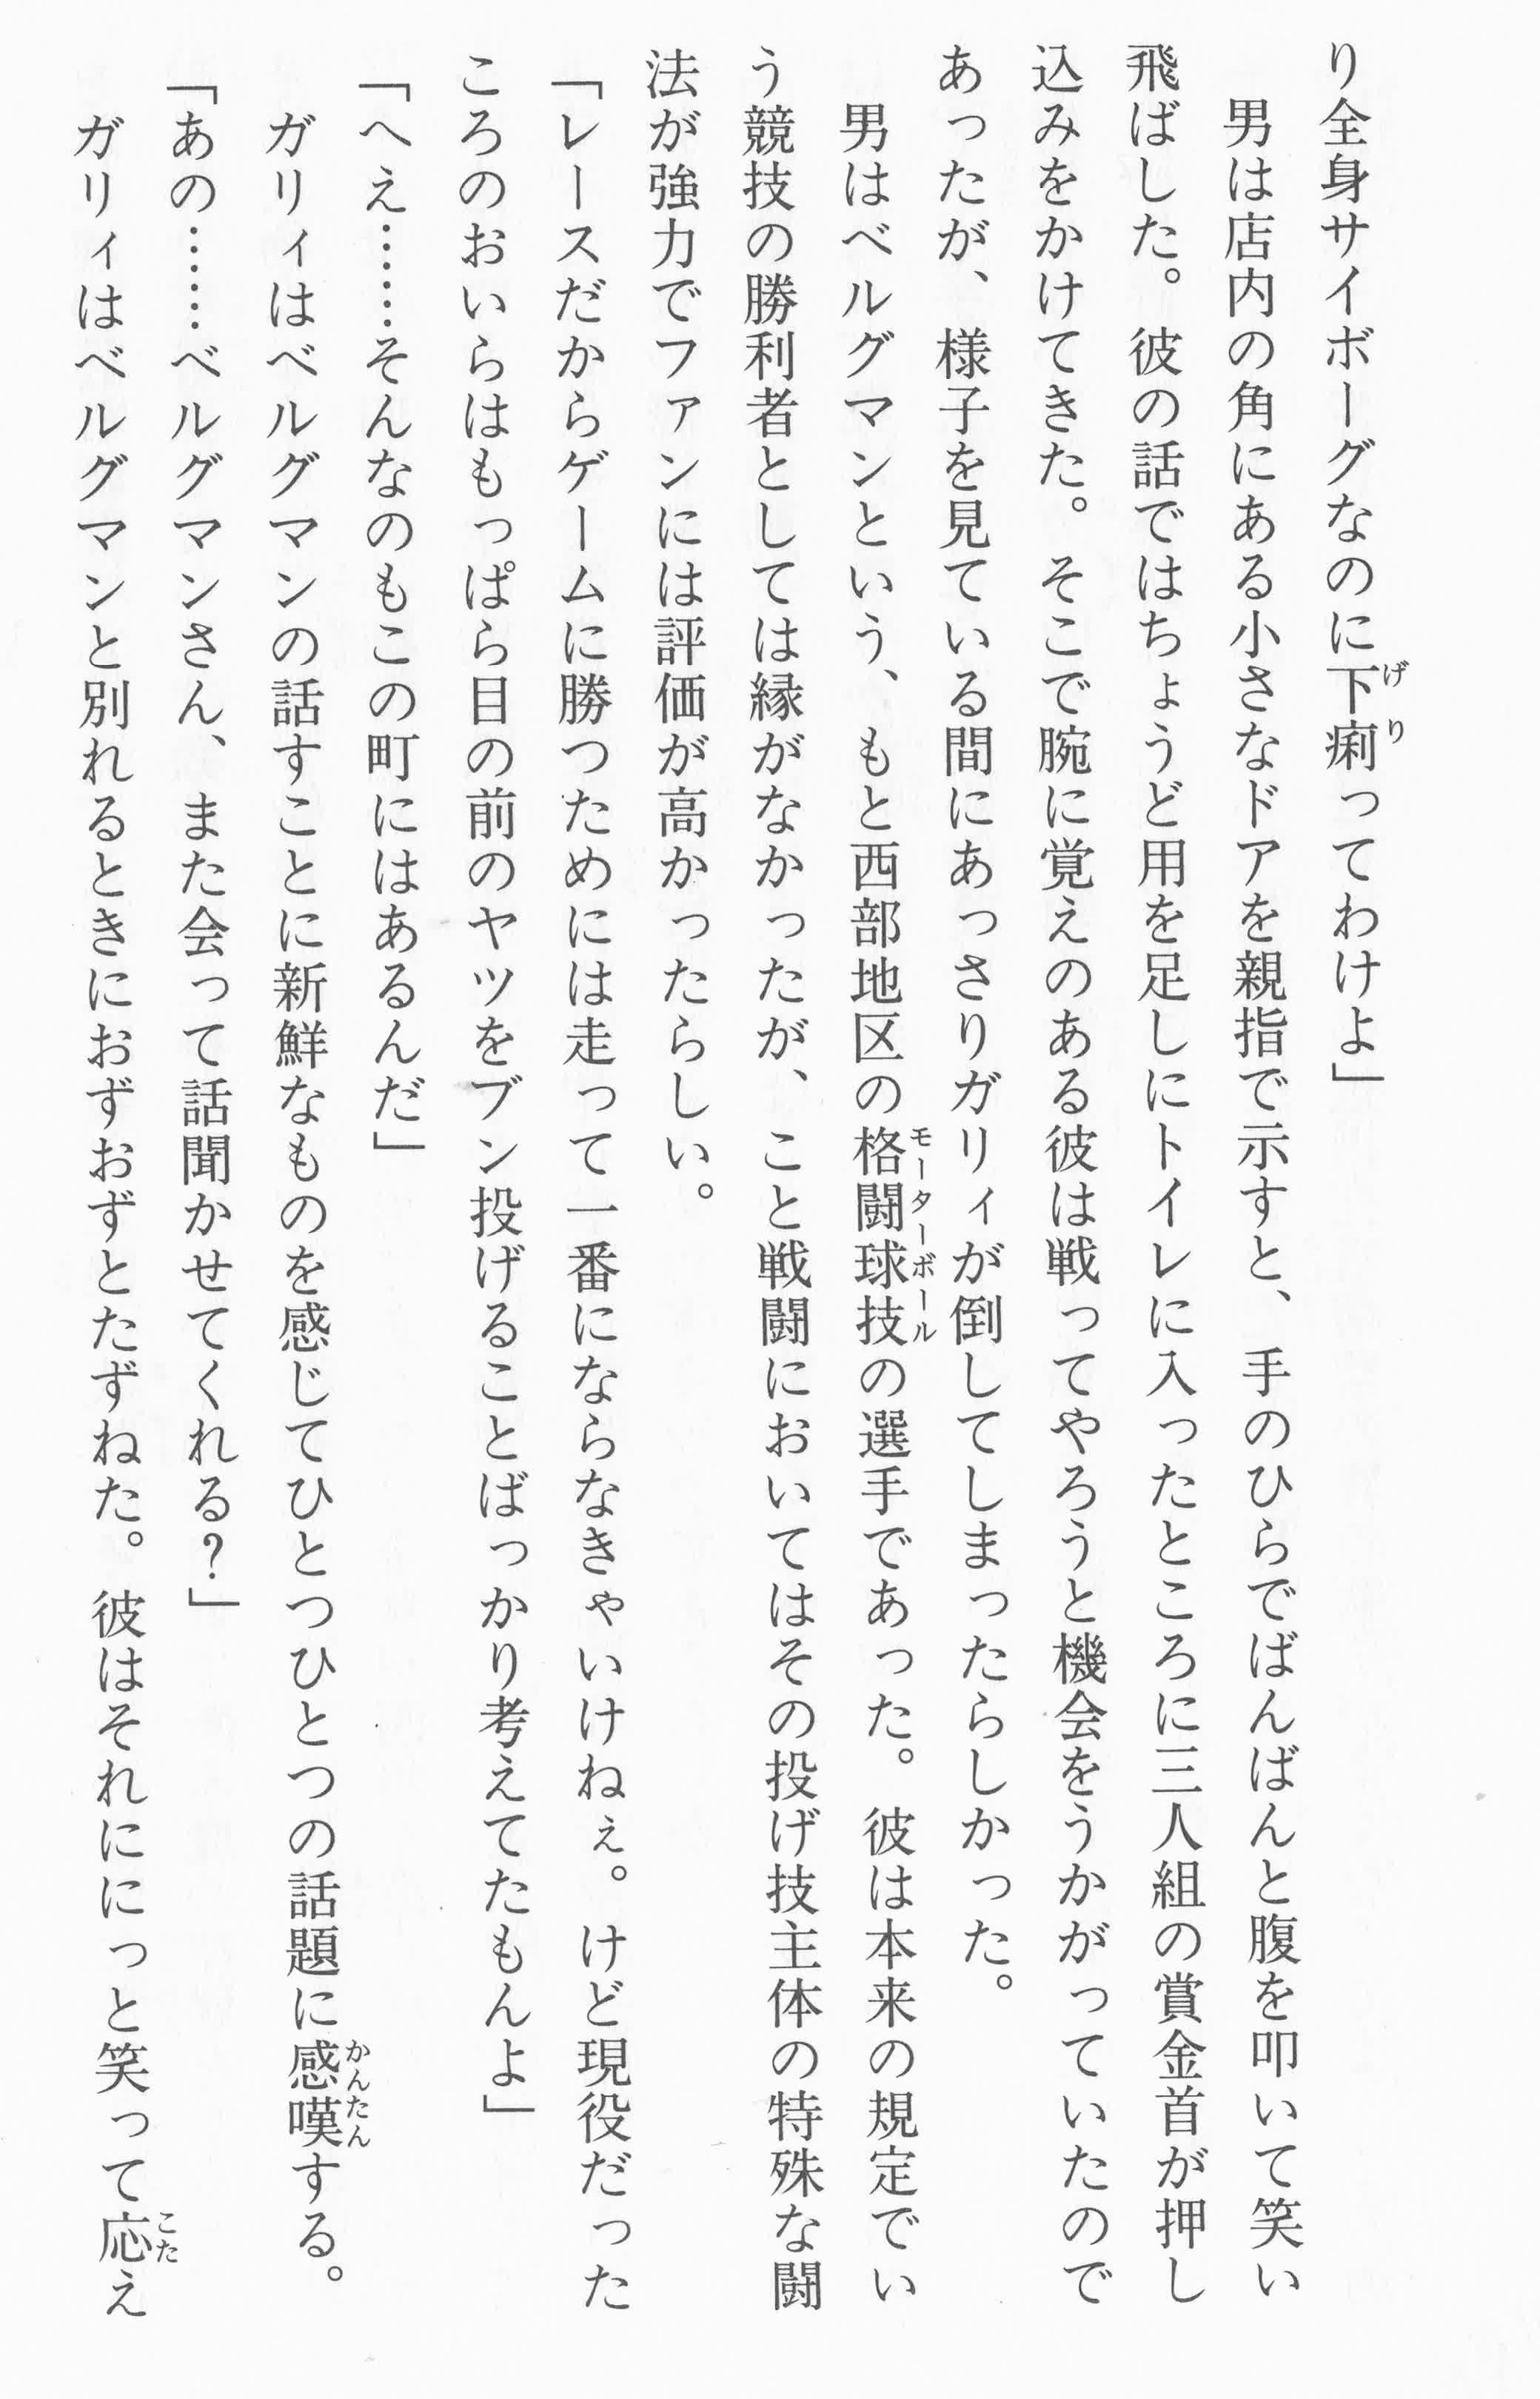 り全身サイボーグなのに下痢ってわけよ」
　男は店内の角にある小さなドアを親指で示すと、手のひらでばんばんと腹を叩いて笑い
飛ばした。彼の話ではちょうど用を足しにトイレに入ったところに三人組の賞金首が押し
込みをかけてきた。そこで腕に覚えのある彼は戦ってやろうと機会をうかがっていたので
あったが、様子を見ている間にあっさりガリィが倒してしまったらしかった。
　男はベルグマンという、もと西部地区の格闘球技の選手であった。彼は本来の規定でい
う競技の勝利者としては縁がなかったが、こと戦闘においてはその投げ技主体の特殊な闘
法が強力でファンには評価が高かったらしい。
「レースだからゲームに勝つためには走って一番にならなきゃいけねぇ。けど現役だった
ころのおいらはもっぱら目の前のヤツをブン投げることばっかり考えてたもんよ」
「へえ……そんなのもこの町にはあるんだ」
　ガリィはベルグマンの話すことに新鮮なものを感じてひとつひとつの話題に感嘆する。
「あの……ベルグマンさん、また会って話聞かせてくれる？」
　ガリィはベルグマンと別れるときにおずおずとたずねた。彼はそれににっと笑って応え
げり
モーターボール
かんたん
こた